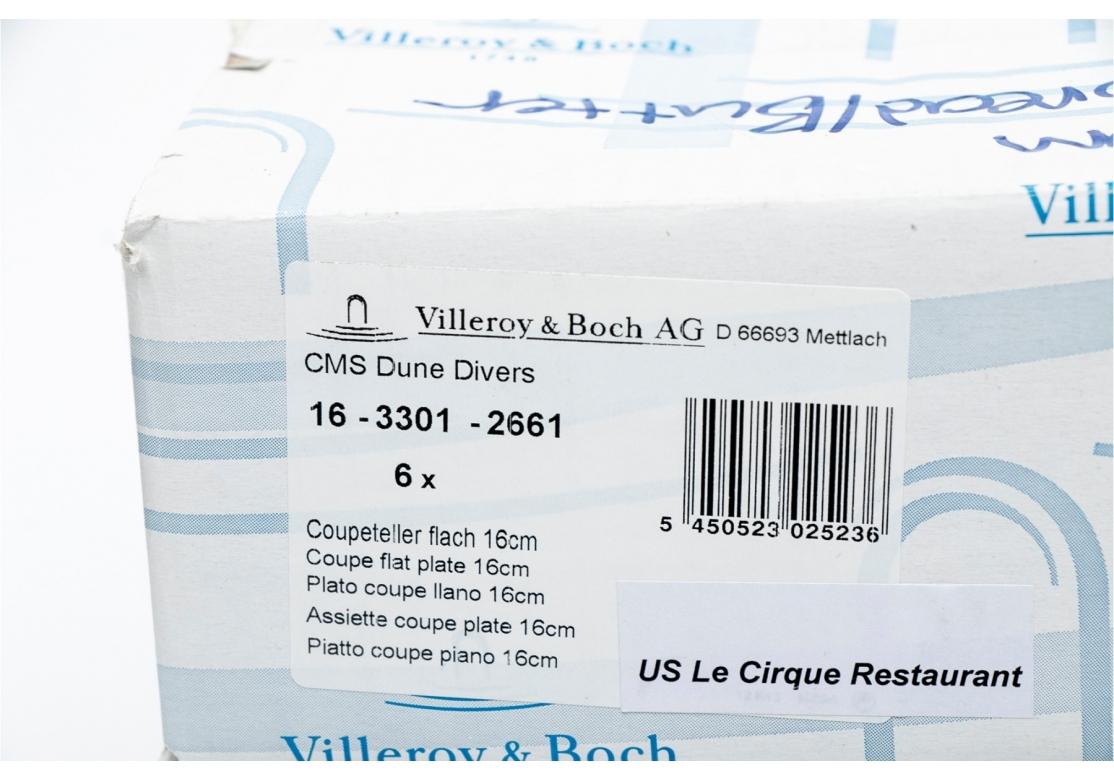 Villeroy & Boch
1748
Bread/Butter
Vill
Villeroy & Boch AG D 66693 Mettlach
CMS Dune Divers
16 - 3301 - 2661
6 x
5 450523 025236
Coupeteller flach 16cm
Coupe flat plate 16cm
Plato coupe llano 16cm
Assiette coupe plate 16cm
Piatto coupe piano 16cm
US Le Cirque Restaurant
Villeroy & Boch